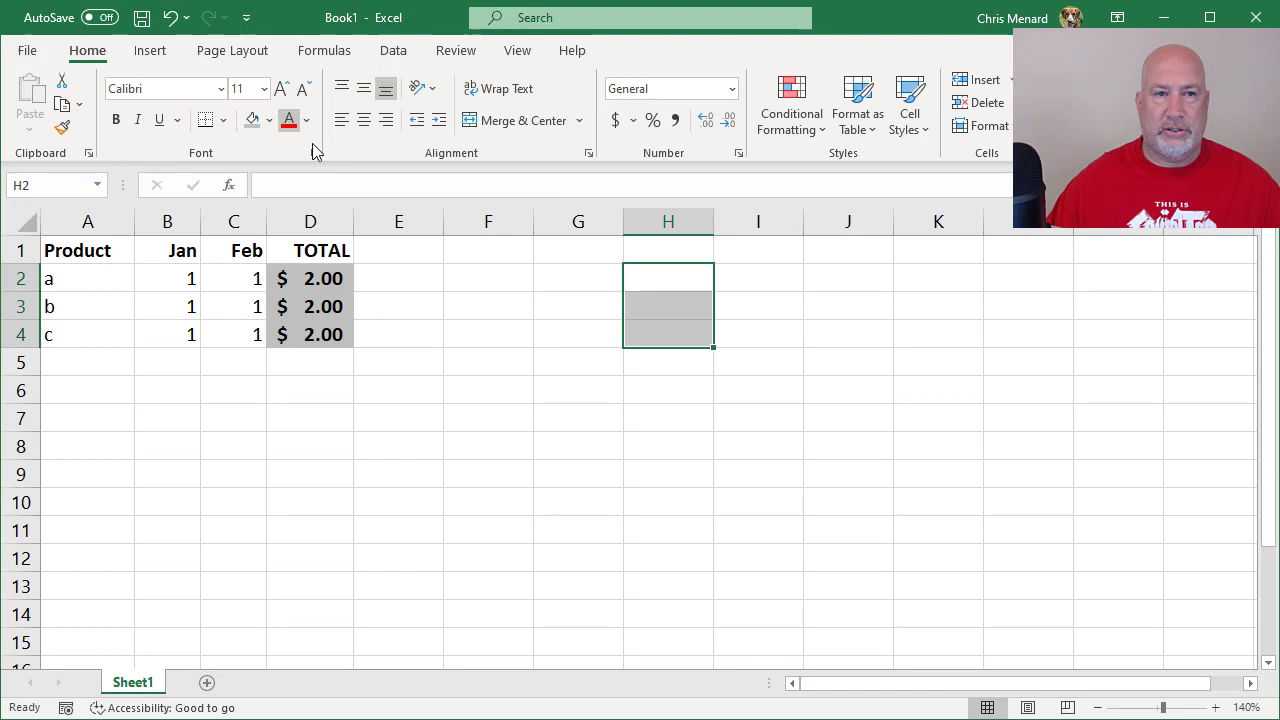 AutoSave Off Book1 - Excel Search Chris Menard
File Home Insert Page Layout Formulas Data Review View Help
Calibri 11 Wrap Text General Insert
Paste B I U A Merge & Center $ % Conditional Formatting Format as Table Cell Styles Delete
Format
Clipboard Font Alignment Number Styles Cells
H2 fx
A B C D E F G H I J K
1 Product Jan Feb TOTAL
2 a 1 1 $ 2.00
3 b 1 1 $ 2.00
4 c 1 1 $ 2.00
5
6
7
8
9
10
11
12
13
14
15
THIS IS
Sheet1
Ready Accessibility: Good to go 140%